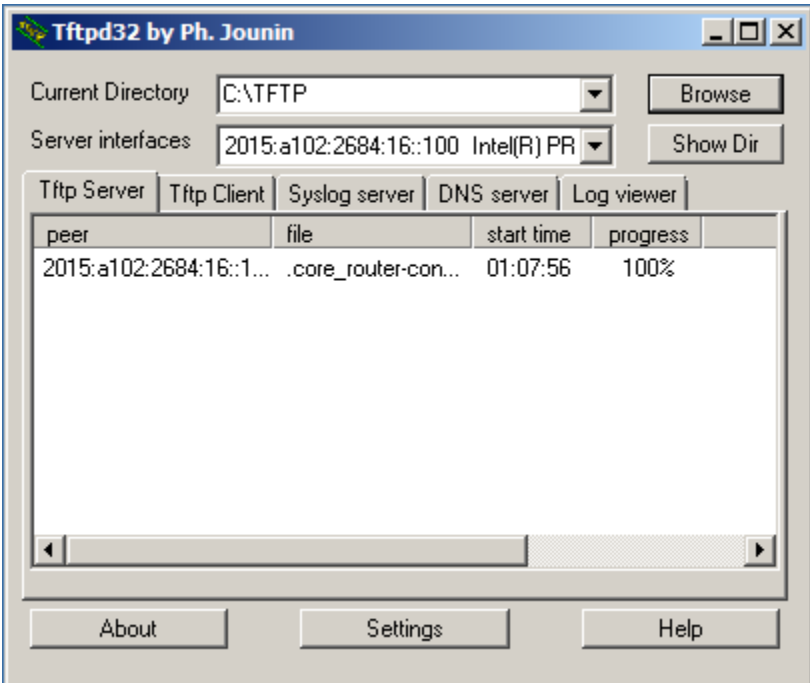 Tftpd32 by Ph. Jounin
Current Directory C:\TFTP Browse
Server interfaces 2015:a102:2684:16::100 Intel(R) PR Show Dir
Tftp Server Tftp Client Syslog server DNS server Log viewer
peer file start time progress
2015:a102:2684:16::1... .core_router-con... 01:07:56 100%
About Settings Help